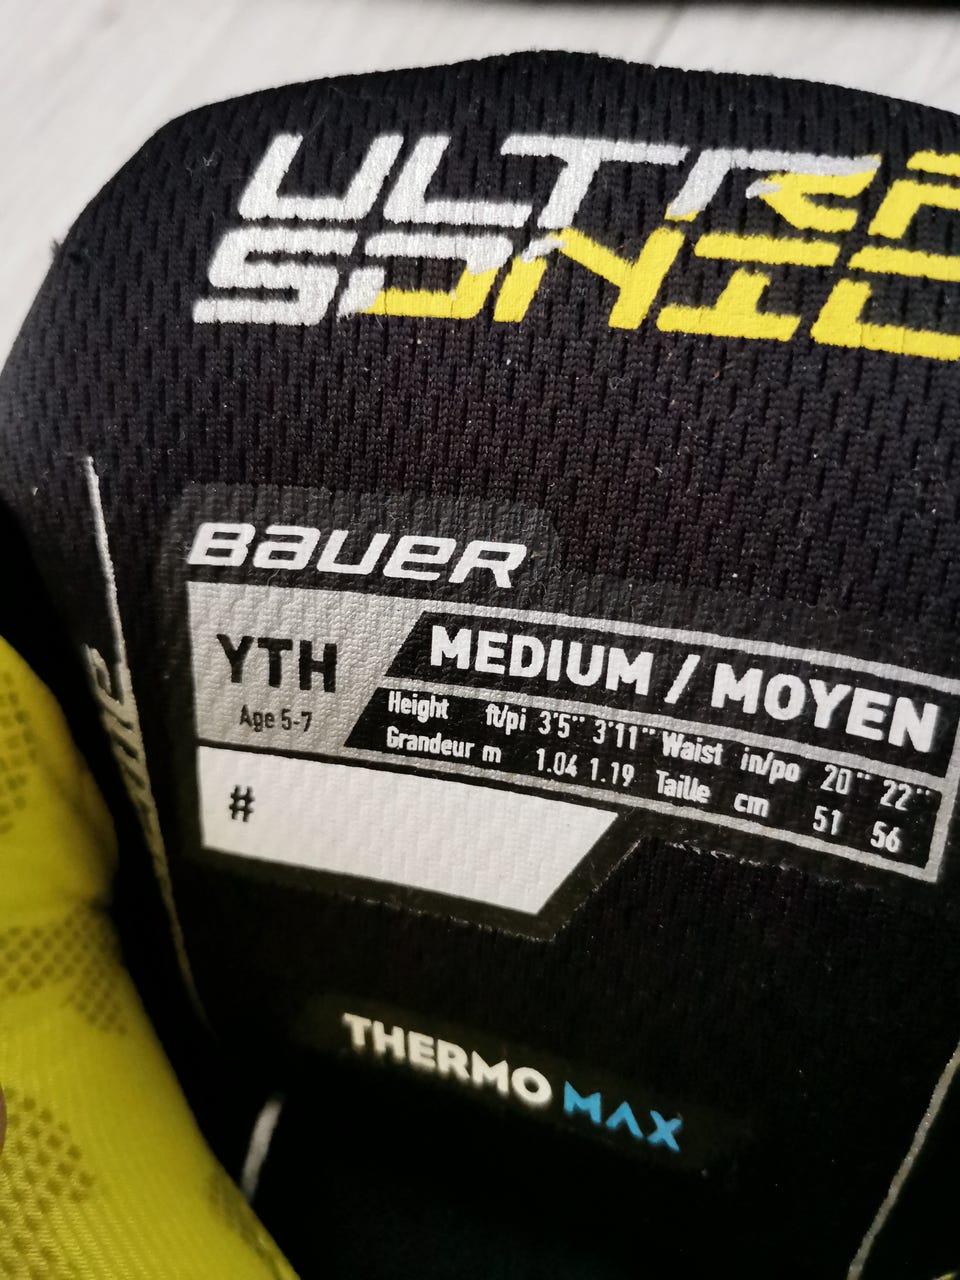 ULTRA
SONIC
BAUER
YTH
Age 5-7
MEDIUM / MOYEN
Height ft/pi 3'5'' 3'11'' Waist in/po 20'' 22''
Grandeur m 1.04 1.19 Taille cm 51 56
#
THERMO MAX